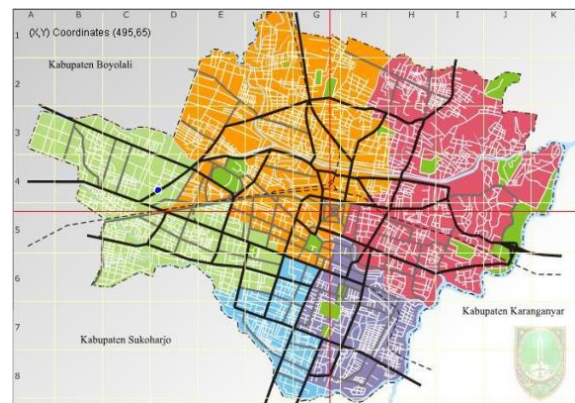 A B C D E F G H H I J K
1
(X,Y) Coordinates (495,65)
Kabupaten Boyolali
2
3
4
5
6
Kabupaten Karanganyar
Kabupaten Sukoharjo
7
8